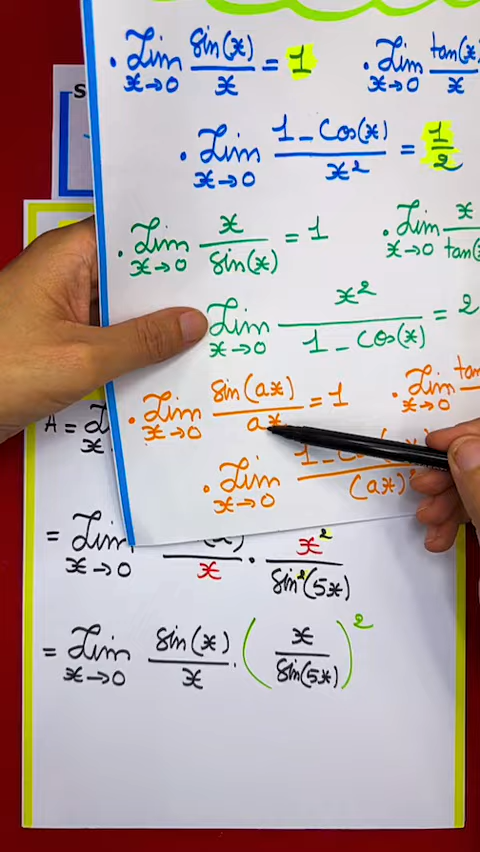 . Lim x→0 sin(x)/x = 1 . Lim x→0 tan(x)/x
. Lim x→0 1 - Cos(x)/x² = 1/2
. Lim x→0 x/sin(x) = 1 . Lim x→0 x/tan(
Lim x→0 x²/1 - Cos(x) = 2
. Lim x→0 sin(ax)/ax = 1 . Lim x→0 tan
. Lim x→0 /(ax)
A = L x
= Lim x→0 /x . x²/sin²(5x)
= Lim x→0 sin(x)/x . (x/sin(5x))²